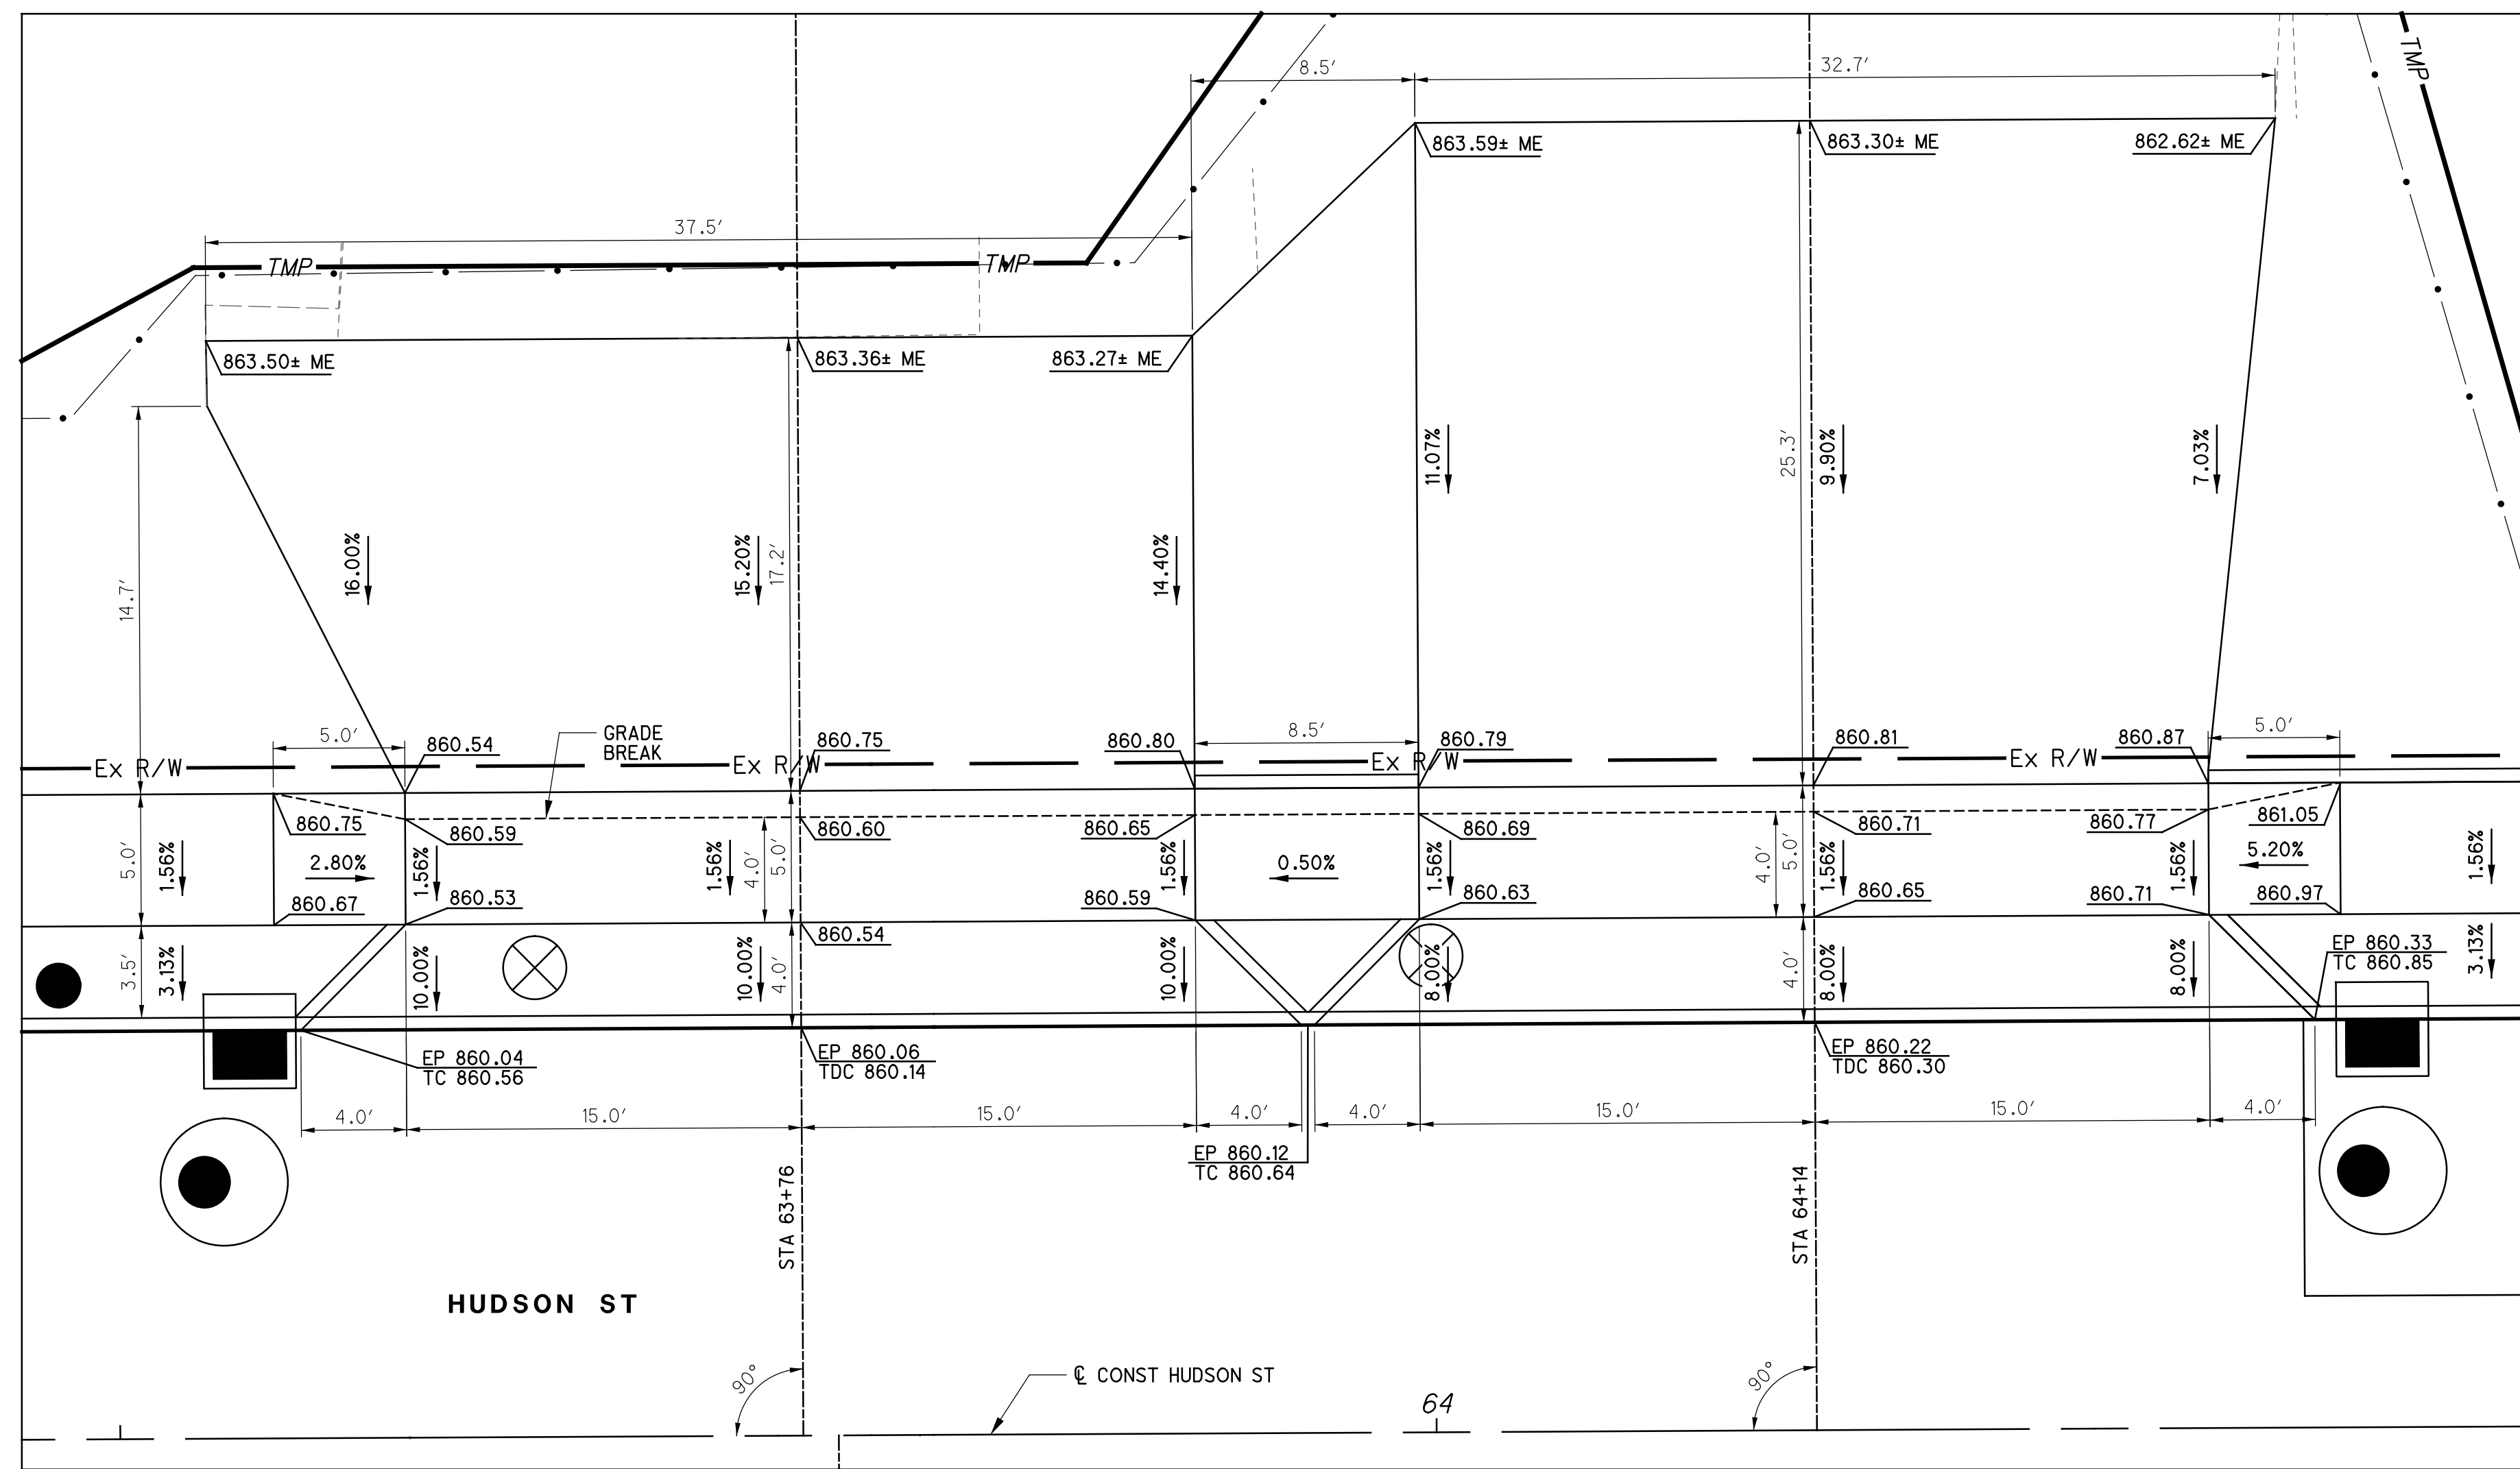 8.5′
32.7′
TMP
863.59± ME
863.30± ME
862.62± ME
37.5′
TMP
TMP
863.50± ME
863.36± ME
863.27± ME
14.7′
16.00%
15.20%
17.2′
14.40%
11.07%
25.3′
9.90%
7.03%
5.0′
860.54
GRADE
BREAK
860.75
860.80
8.5′
860.79
860.81
860.87
5.0′
Ex R/W
Ex R/W
Ex R/W
Ex R/W
860.75
860.59
860.60
860.65
860.69
860.71
860.77
861.05
5.0′
1.56%
2.80%
1.56%
1.56%
4.0′
5.0′
1.56%
0.50%
1.56%
4.0′
5.0′
1.56%
1.56%
5.20%
1.56%
860.67
860.53
860.59
860.63
860.65
860.71
860.97
860.54
3.5′
3.13%
10.00%
10.00%
4.0′
10.00%
8.00%
4.0′
8.00%
8.00%
EP 860.33
TC 860.85
3.13%
EP 860.04
TC 860.56
EP 860.06
TDC 860.14
EP 860.22
TDC 860.30
4.0′
15.0′
15.0′
4.0′
4.0′
15.0′
15.0′
4.0′
EP 860.12
TC 860.64
STA 63+76
STA 64+14
HUDSON ST
90°
℄ CONST HUDSON ST
64
90°